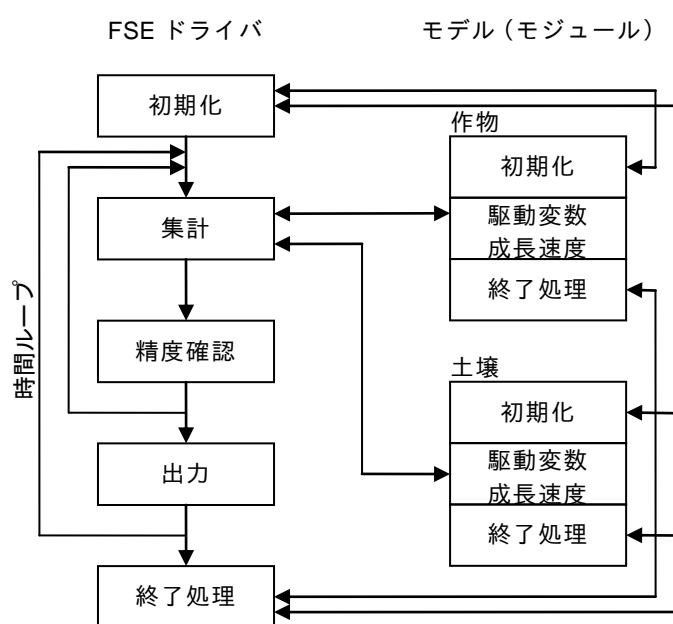 FSE ドライバ
モデル（モジュール）
初期化
集計
精度確認
出力
終了処理
時間ループ
作物
初期化
駆動変数
成長速度
終了処理
土壌
初期化
駆動変数
成長速度
終了処理